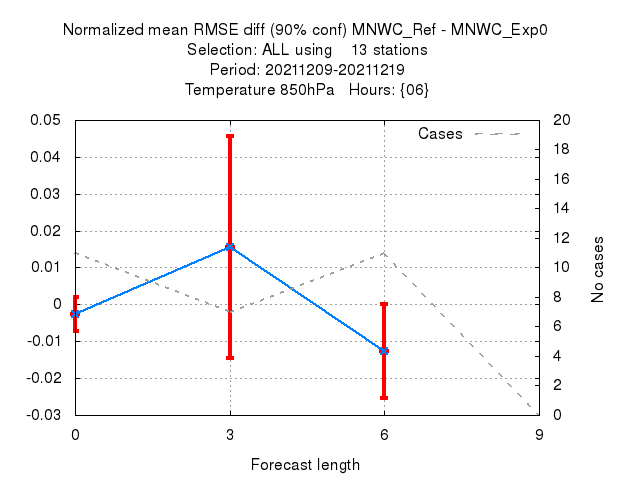 Normalized mean RMSE diff (90% conf) MNWC_Ref - MNWC_Exp0
Selection: ALL using 13 stations
Period: 20211209-20211219
Temperature 850hPa Hours: {06}
Cases
0.05
0.04
0.03
0.02
0.01
0
-0.01
-0.02
-0.03
20
18
16
14
12
10
8
6
4
2
0
No cases
0 3 6 9
Forecast length